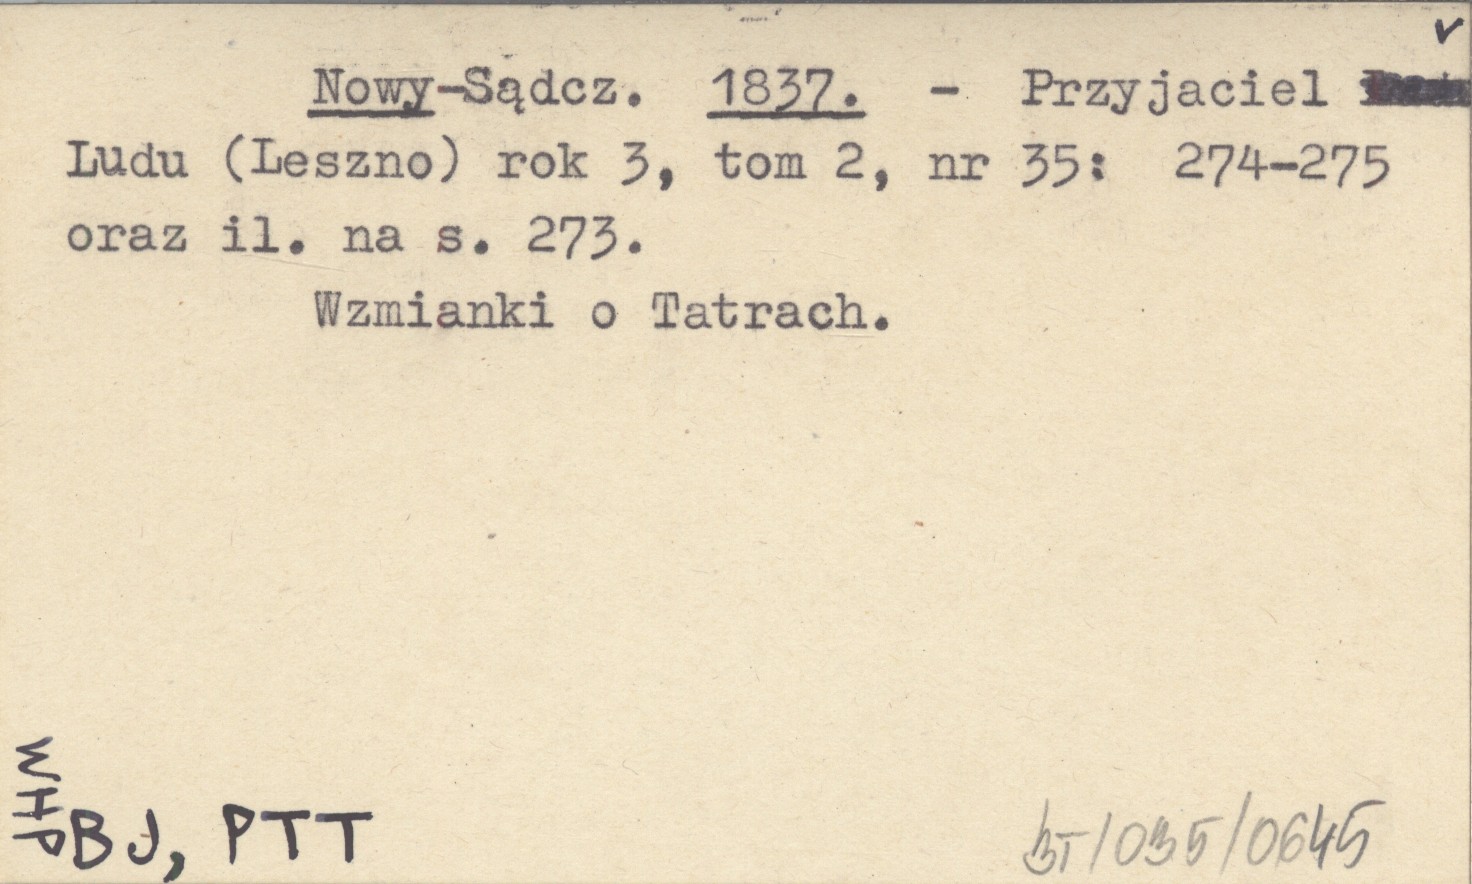 v
Nowy-Sądcz. 1837. - Przyjaciel
Ludu (Leszno) rok 3, tom 2, nr 35: 274-275
oraz il. na s. 273.
Wzmianki o Tatrach.
WIP
BJ, PTT
BT/035/0645